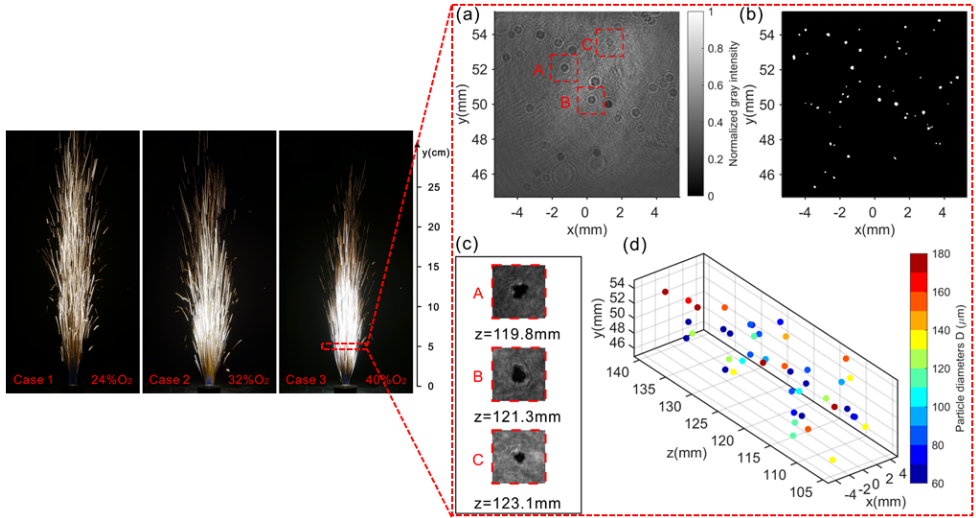 y(cm)
25
20
15
10
5
0
Case 1 24%O₂
Case 2 32%O₂
Case 3 40%O₂
(a)
54
52
50
48
46
y(mm)
-4 -2 0 2 4
x(mm)
A
B
C
1
0.8
0.6
0.4
0.2
0
Normalized gray intensity
(b)
54
52
50
48
46
y(mm)
-4 -2 0 2 4
x(mm)
(c)
A
z=119.8mm
B
z=121.3mm
C
z=123.1mm
(d)
54
52
50
48
46
y(mm)
140
135
130
125
120
115
110
105
z(mm)
-4 -2 0 2 4
x(mm)
180
160
140
120
100
80
60
Particle diameters D (μm)